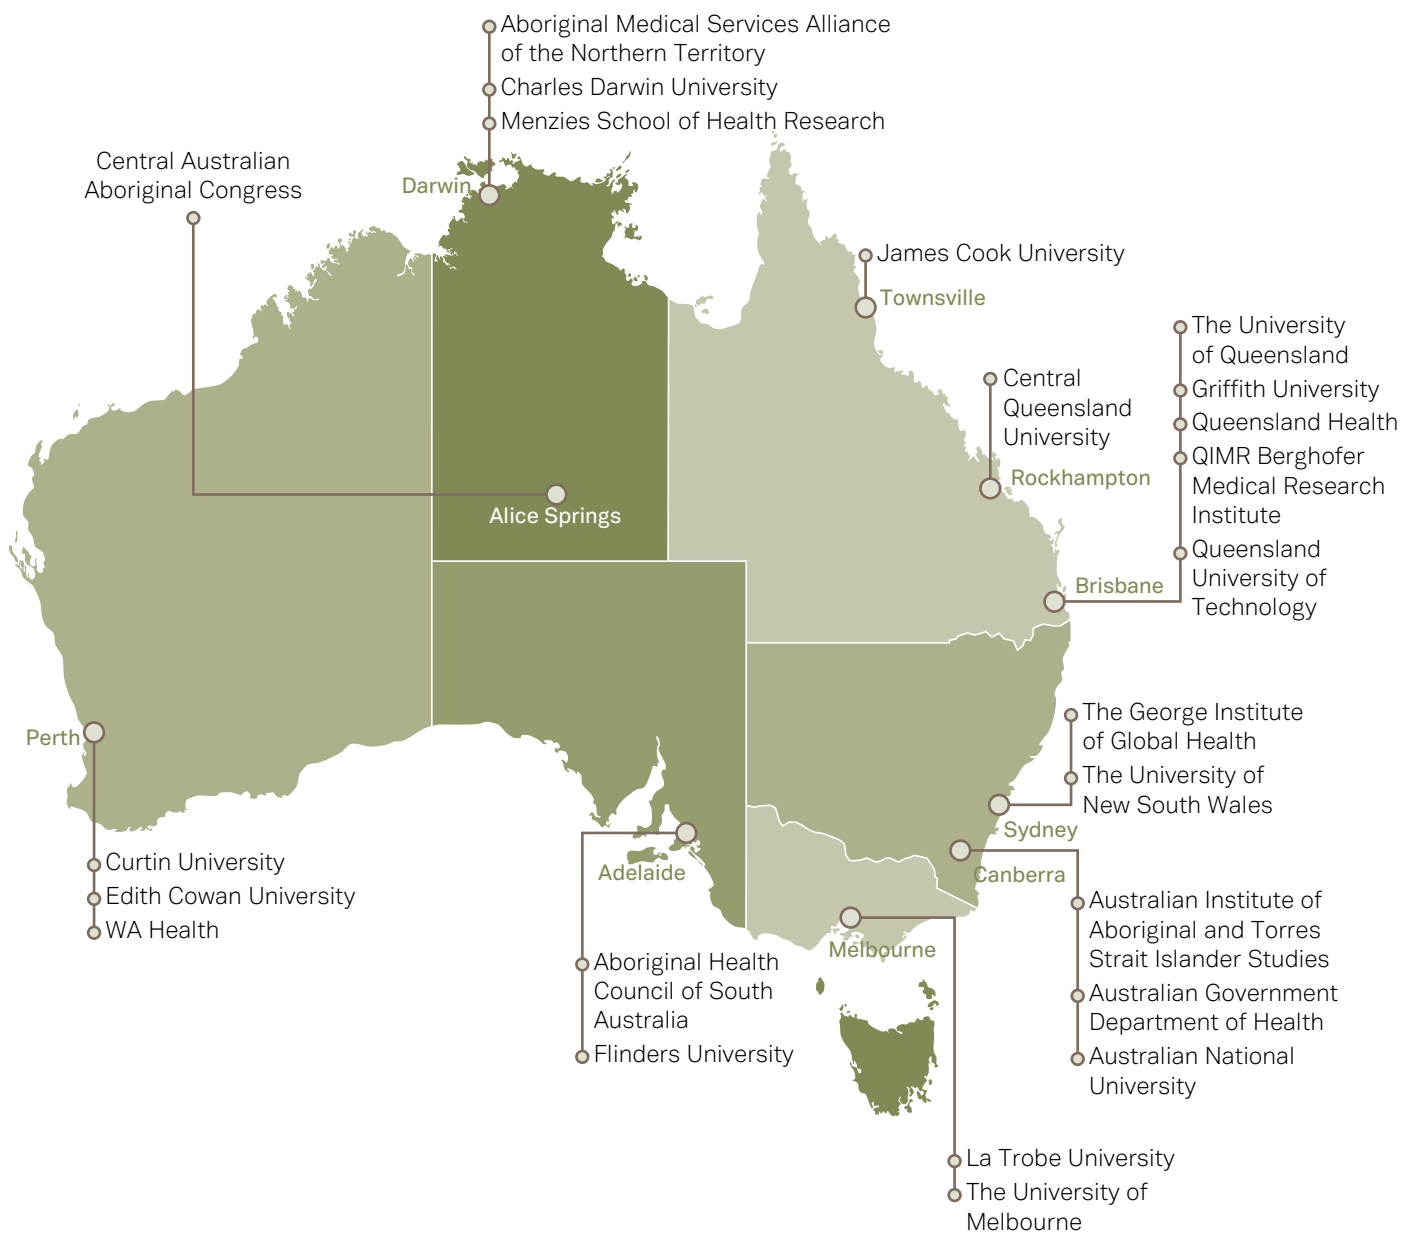 Aboriginal Medical Services Alliance
of the Northern Territory
Charles Darwin University
Menzies School of Health Research
Darwin
Central Australian
Aboriginal Congress
Alice Springs
James Cook University
Townsville
Central
Queensland
University
Rockhampton
The University
of Queensland
Griffith University
Queensland Health
QIMR Berghofer
Medical Research
Institute
Queensland
University of
Technology
Brisbane
The George Institute
of Global Health
The University of
New South Wales
Sydney
Canberra
Australian Institute of
Aboriginal and Torres
Strait Islander Studies
Australian Government
Department of Health
Australian National
University
Perth
Curtin University
Edith Cowan University
WA Health
Adelaide
Aboriginal Health
Council of South
Australia
Flinders University
Melbourne
La Trobe University
The University of
Melbourne